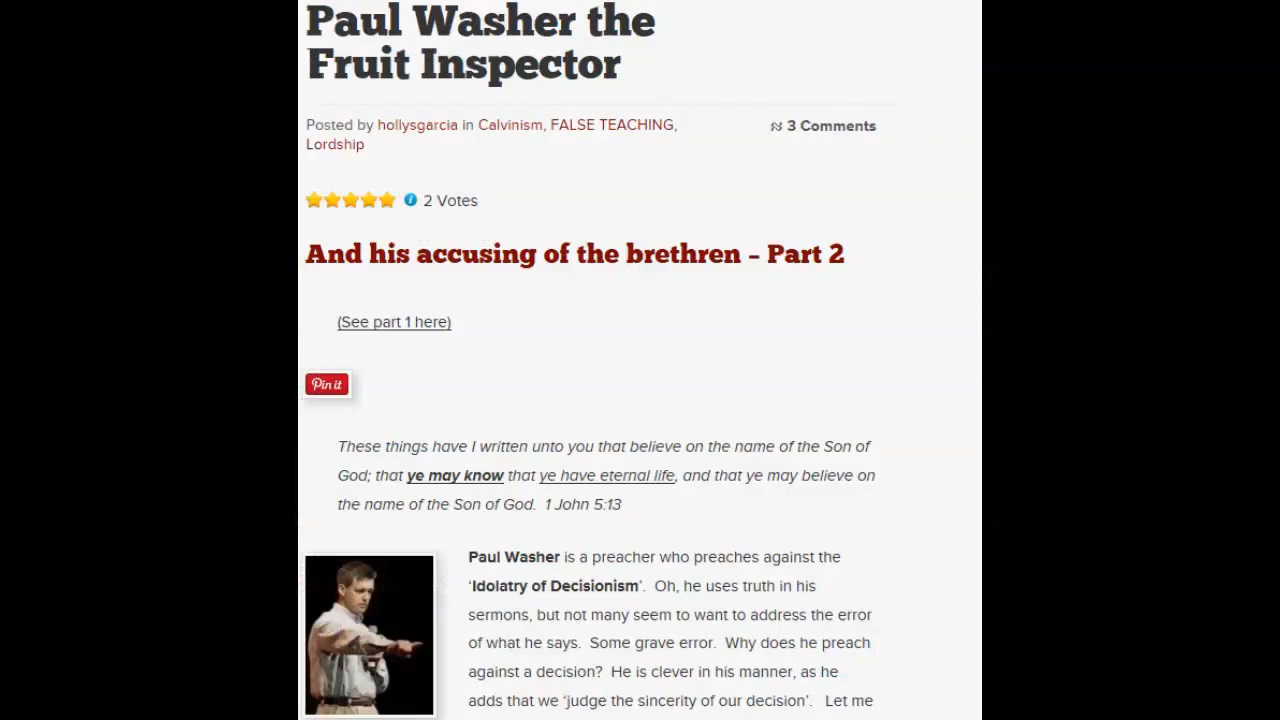 Paul Washer the
Fruit Inspector
Posted by hollysgarcia in Calvinism, FALSE TEACHING,
Lordship
3 Comments
2 Votes
And his accusing of the brethren – Part 2
(See part 1 here)
Pin it
These things have I written unto you that believe on the name of the Son of
God; that ye may know that ye have eternal life, and that ye may believe on
the name of the Son of God.  1 John 5:13
Paul Washer is a preacher who preaches against the
‘Idolatry of Decisionism’.  Oh, he uses truth in his
sermons, but not many seem to want to address the error
of what he says.  Some grave error.  Why does he preach
against a decision?  He is clever in his manner, as he
adds that we ‘judge the sincerity of our decision’.   Let me